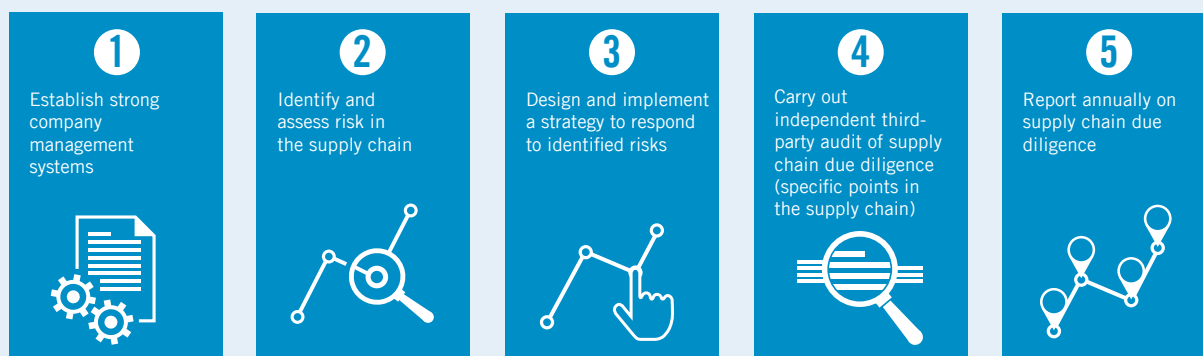 1
Establish strong
company
management
systems
2
Identify and
assess risk in
the supply chain
3
Design and implement
a strategy to respond
to identified risks
4
Carry out
independent third-
party audit of supply
chain due diligence
(specific points in
the supply chain)
5
Report annually on
supply chain due
diligence